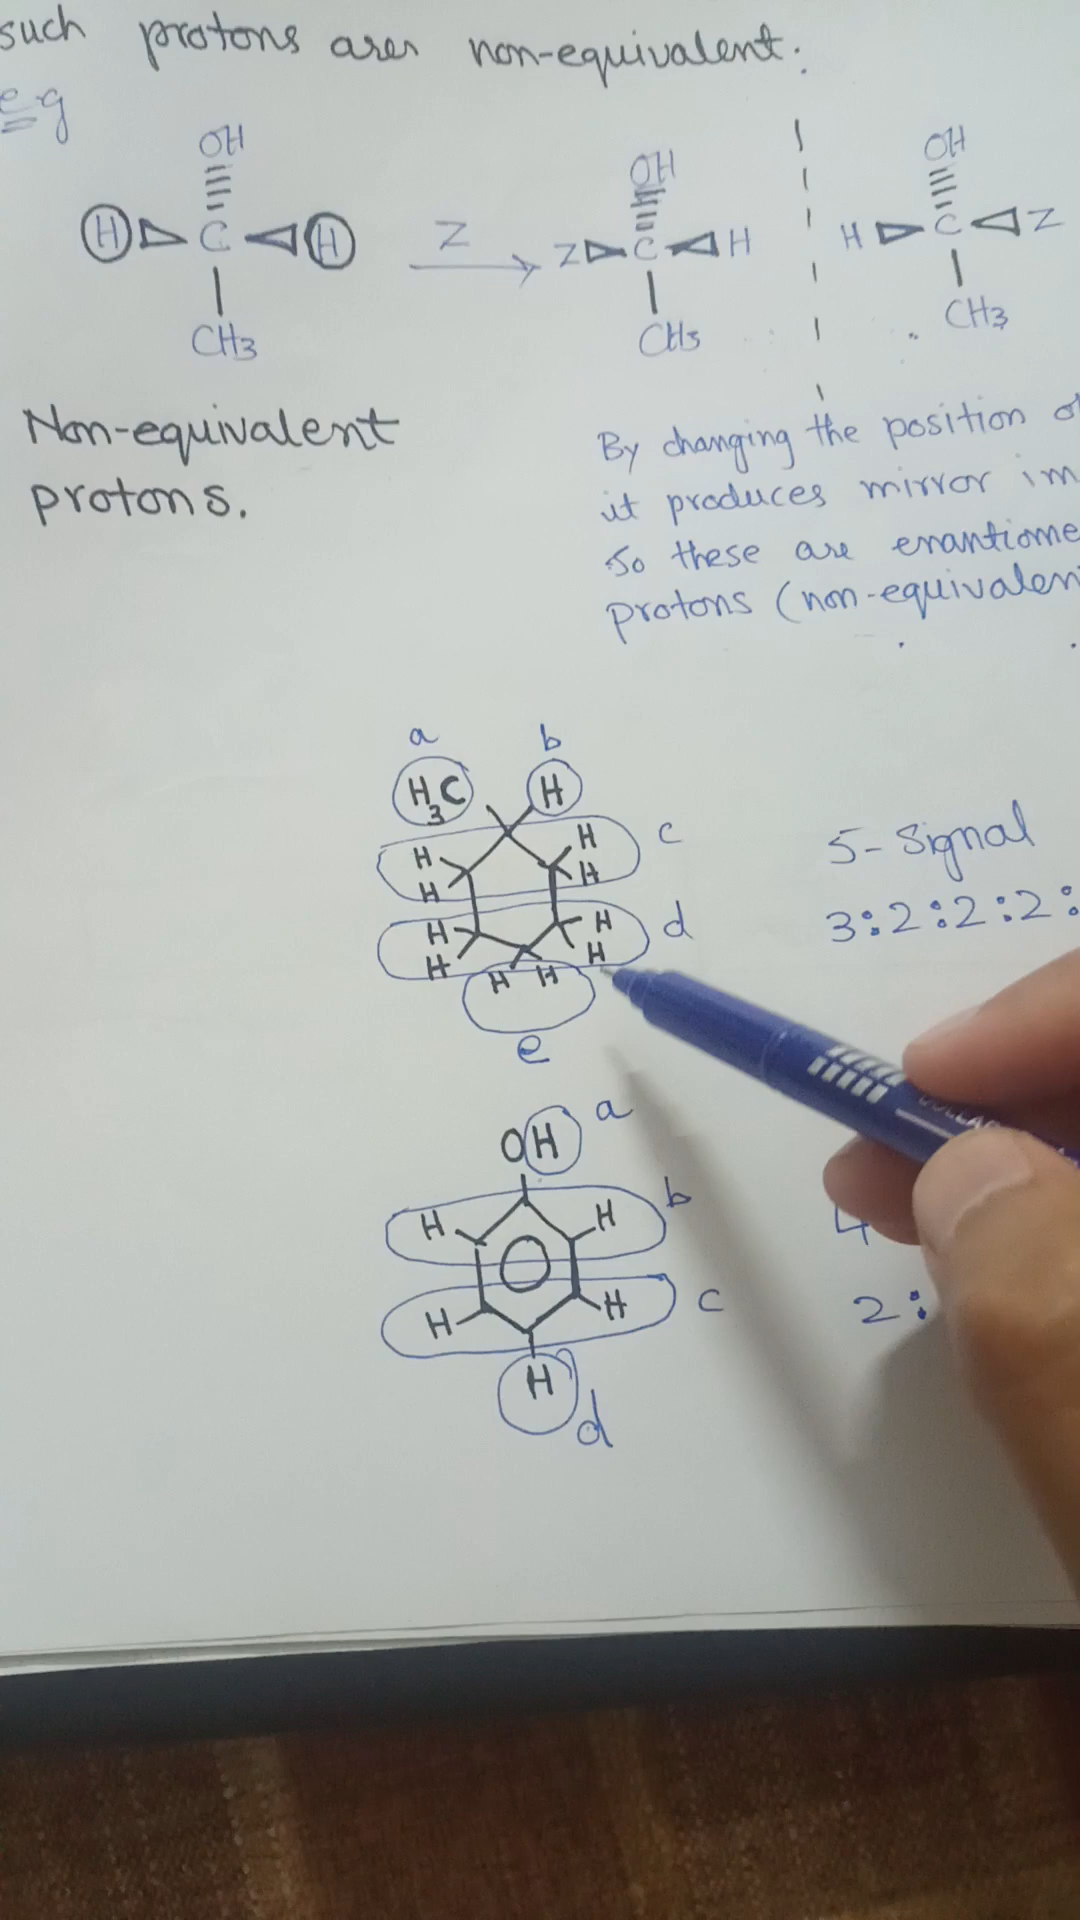 such protons are non-equivalent.
eg
OH
H C H
CH3
Z
OH
Z C H
CH3
OH
H C Z
CH3
Non-equivalent
protons.
By changing the position
it produces mirror
so these are
protons (non-equivalen
a b
H3C H
H H c
H H
H H d
H H
H H
e
5-Signal
3:2:2:2:
OH a
H H b
H H c
H
d
4
2: